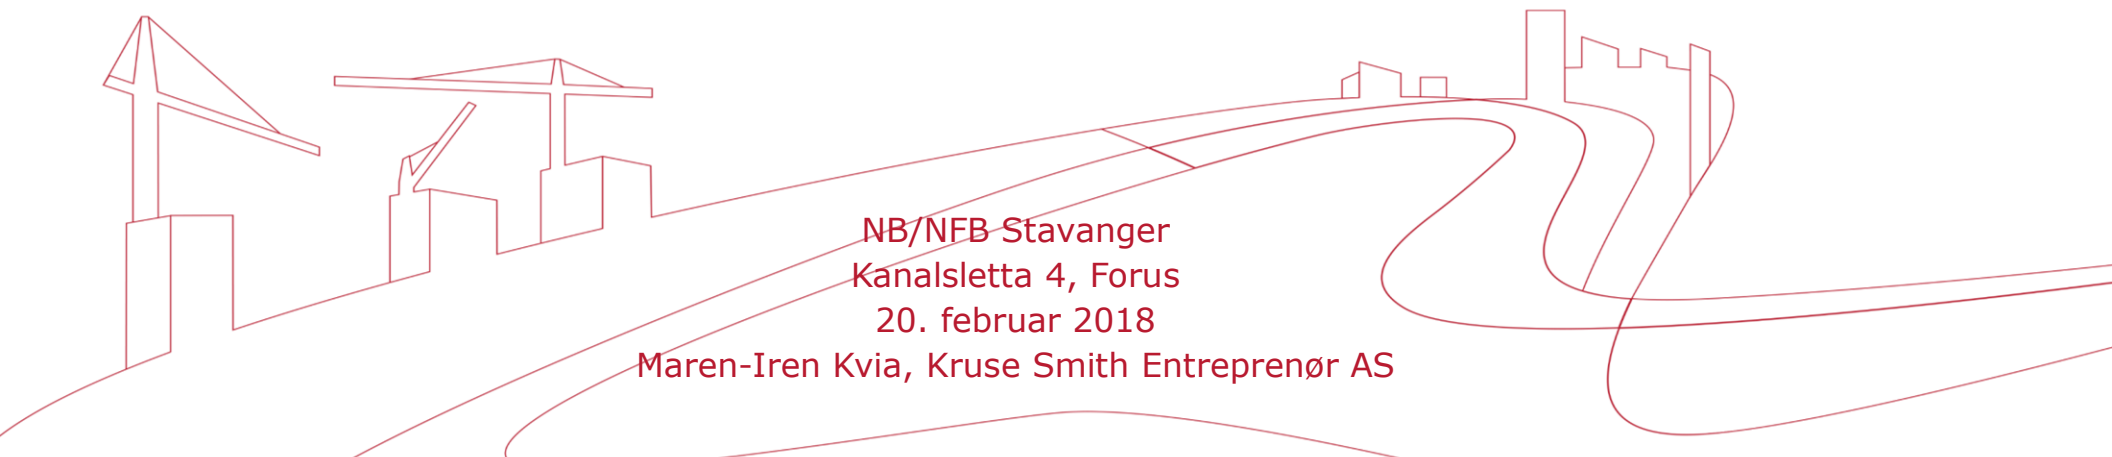 NB/NFB Stavanger
Kanalsletta 4, Forus
20. februar 2018
Maren-Iren Kvia, Kruse Smith Entreprenør AS